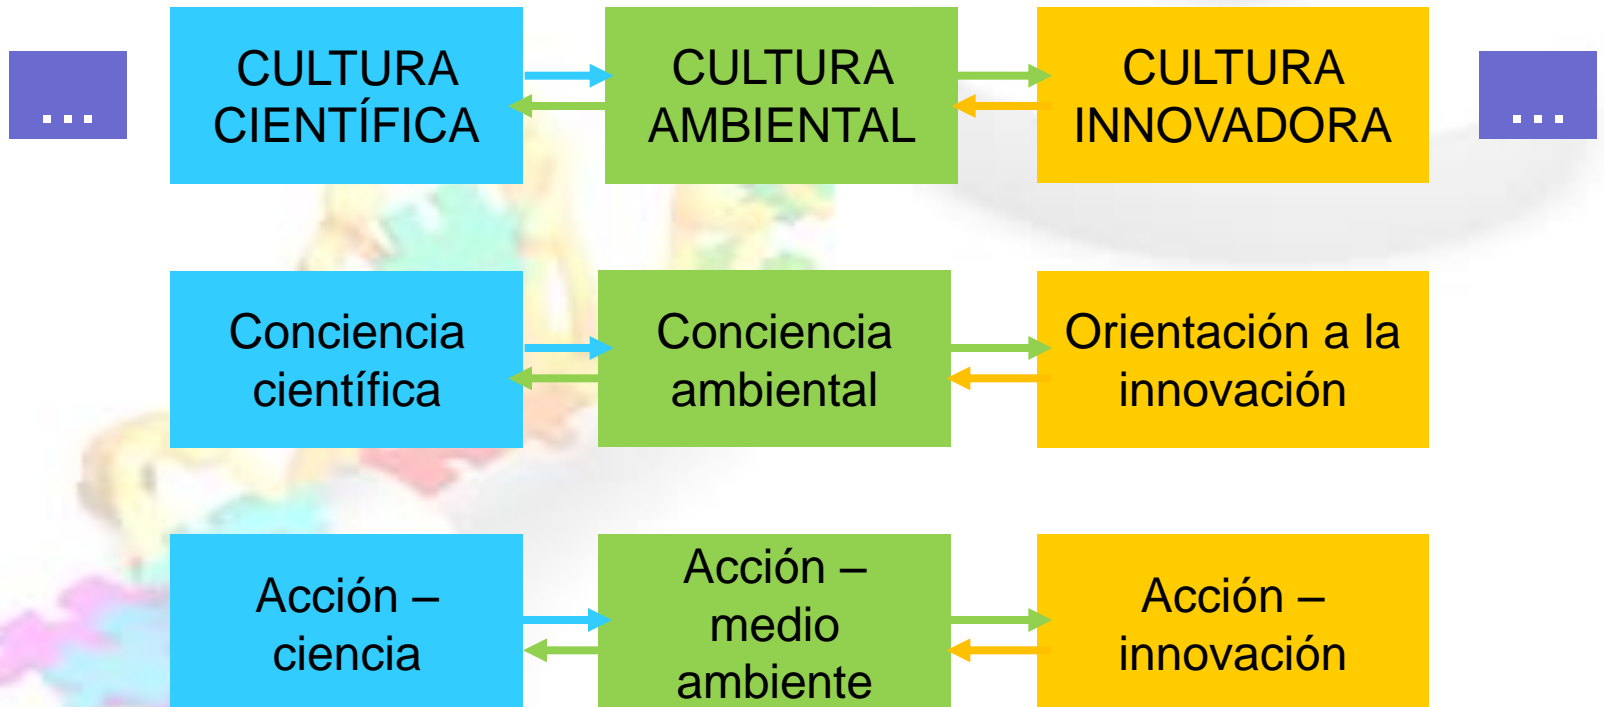 ...
CULTURA
CIENTÍFICA
CULTURA
AMBIENTAL
CULTURA
INNOVADORA
...
Conciencia
científica
Conciencia
ambiental
Orientación a la
innovación
Acción –
ciencia
Acción –
medio
ambiente
Acción –
innovación